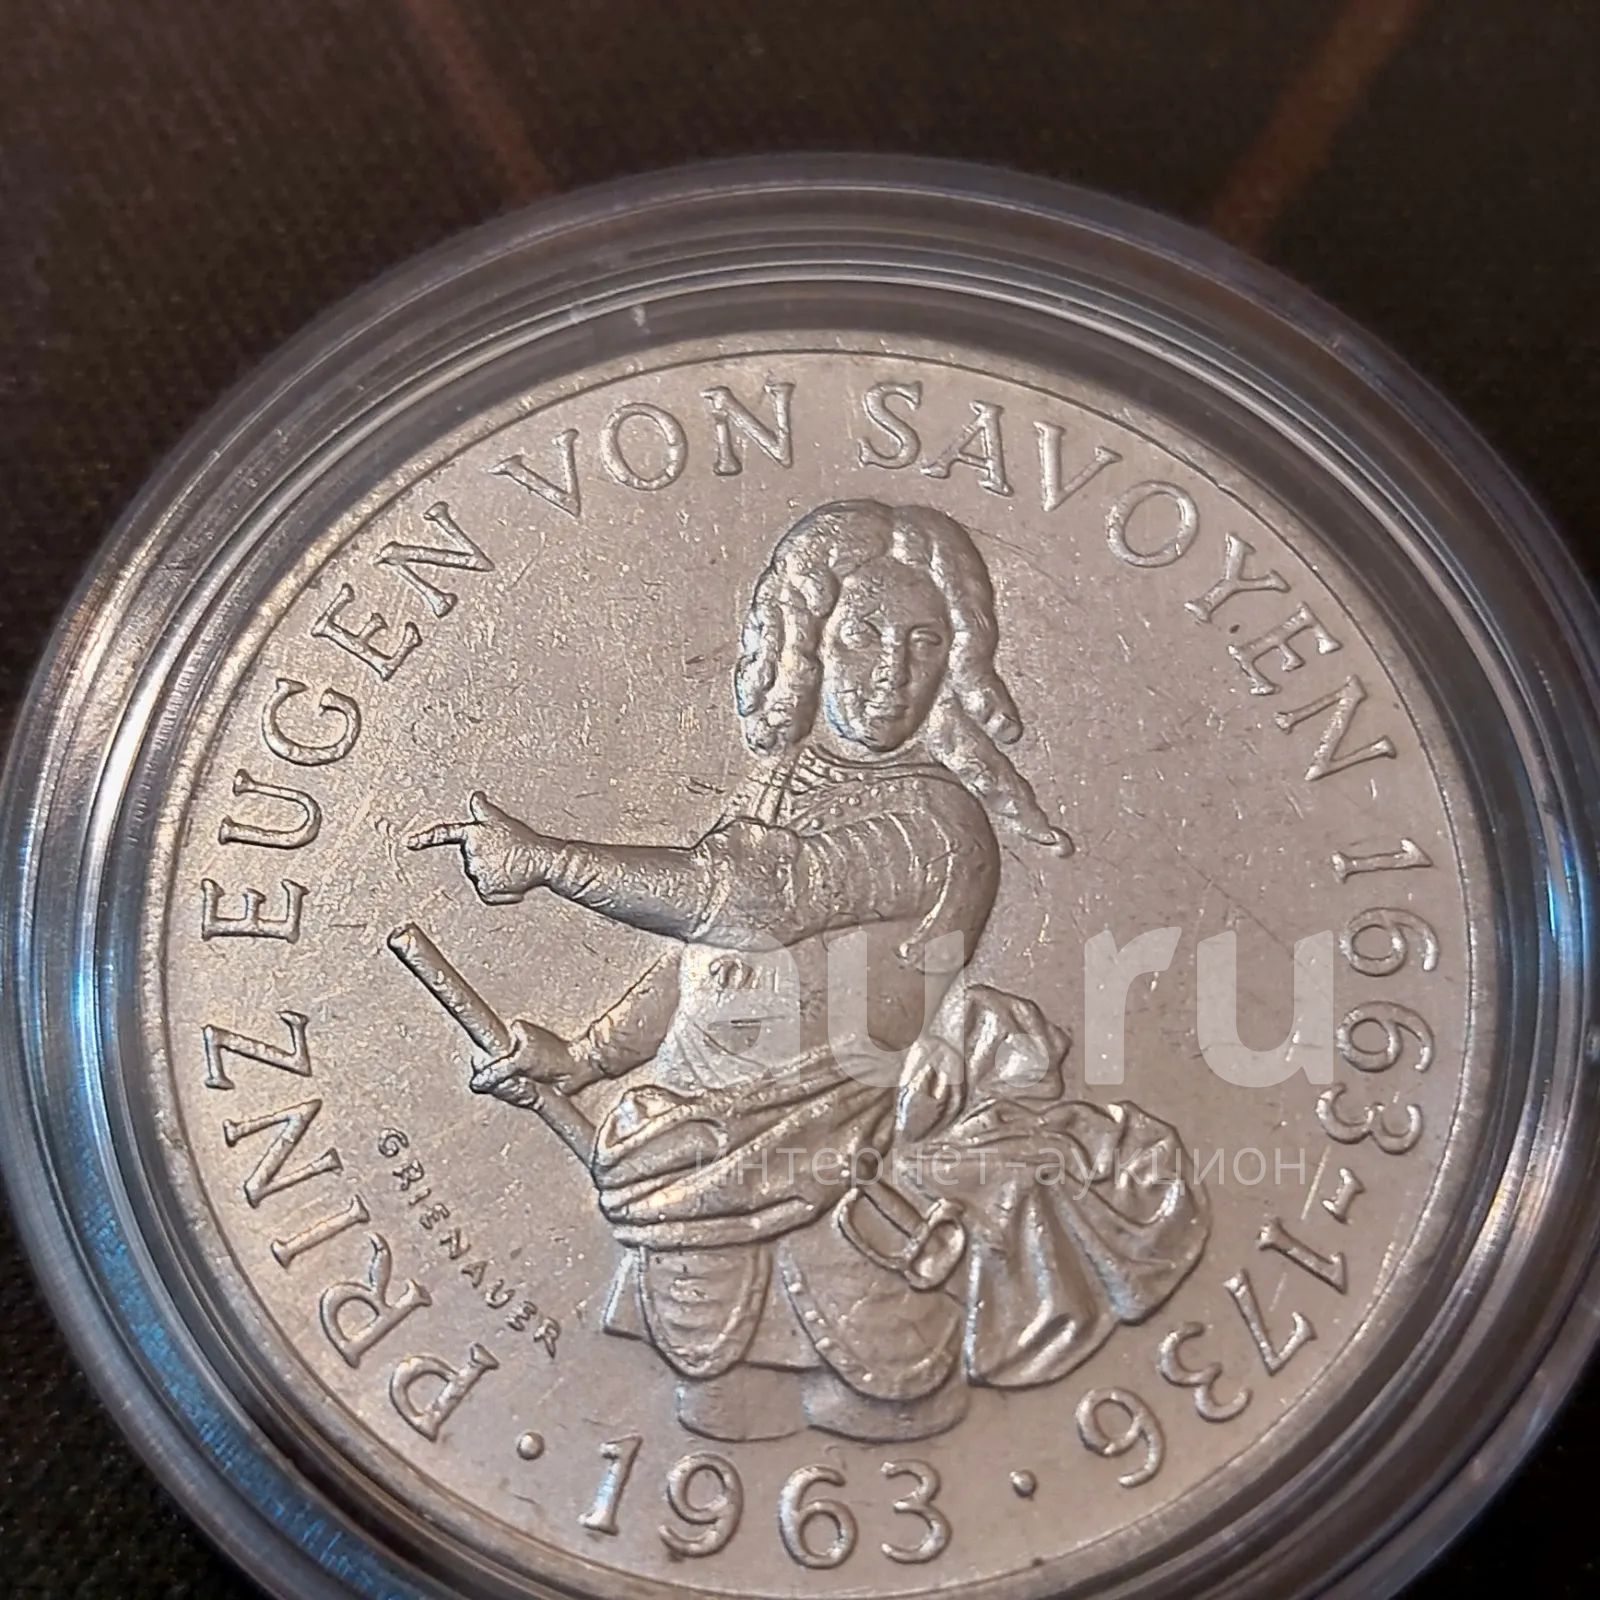 PRINZ EUGEN VON SAVOYEN · 1663-1736
· 1963 ·
GRIENAUER
au.ru
интернет-аукцион